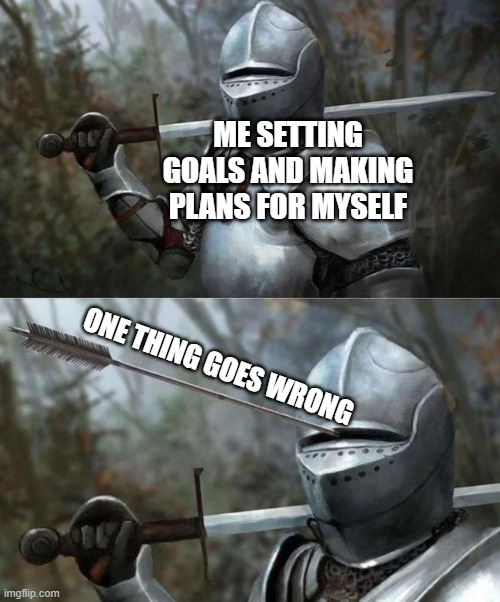 ME SETTING
GOALS AND MAKING
PLANS FOR MYSELF
ONE THING GOES WRONG
imgflip.com